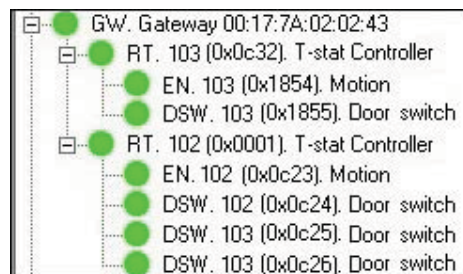 GW. Gateway 00:17:7A:02:02:43
RT. 103 (0x0c32). T-stat Controller
EN. 103 (0x1854). Motion
DSW. 103 (0x1855). Door switch
RT. 102 (0x0001). T-stat Controller
EN. 102 (0x0c23). Motion
DSW. 102 (0x0c24). Door switch
DSW. 103 (0x0c25). Door switch
DSW. 103 (0x0c26). Door switch